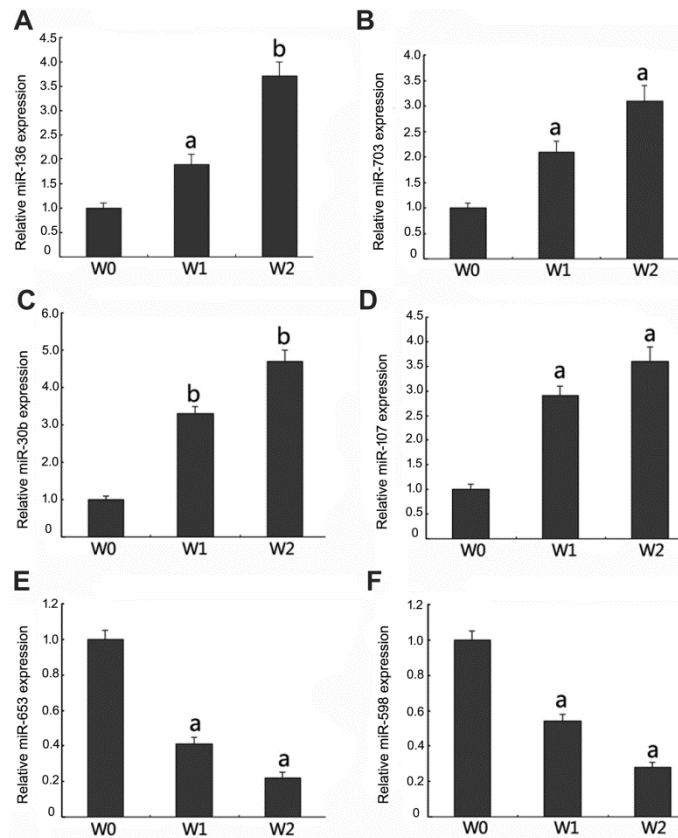 A
Relative miR-136 expression
4.5
4.0
3.5
3.0
2.5
2.0
1.5
1.0
0.5
0
a
b
W0 W1 W2
B
Relative miR-703 expression
4.0
3.5
3.0
2.5
2.0
1.5
1.0
0.5
0
a
a
W0 W1 W2
C
Relative miR-30b expression
6.0
5.0
4.0
3.0
2.0
1.0
0
b
b
W0 W1 W2
D
Relative miR-107 expression
4.5
4.0
3.5
3.0
2.5
2.0
1.5
1.0
0.5
0
a
a
W0 W1 W2
E
Relative miR-653 expression
1.2
1.0
0.8
0.6
0.4
0.2
0.0
a
a
W0 W1 W2
F
Relative miR-598 expression
1.2
1.0
0.8
0.6
0.4
0.2
0.0
a
a
W0 W1 W2